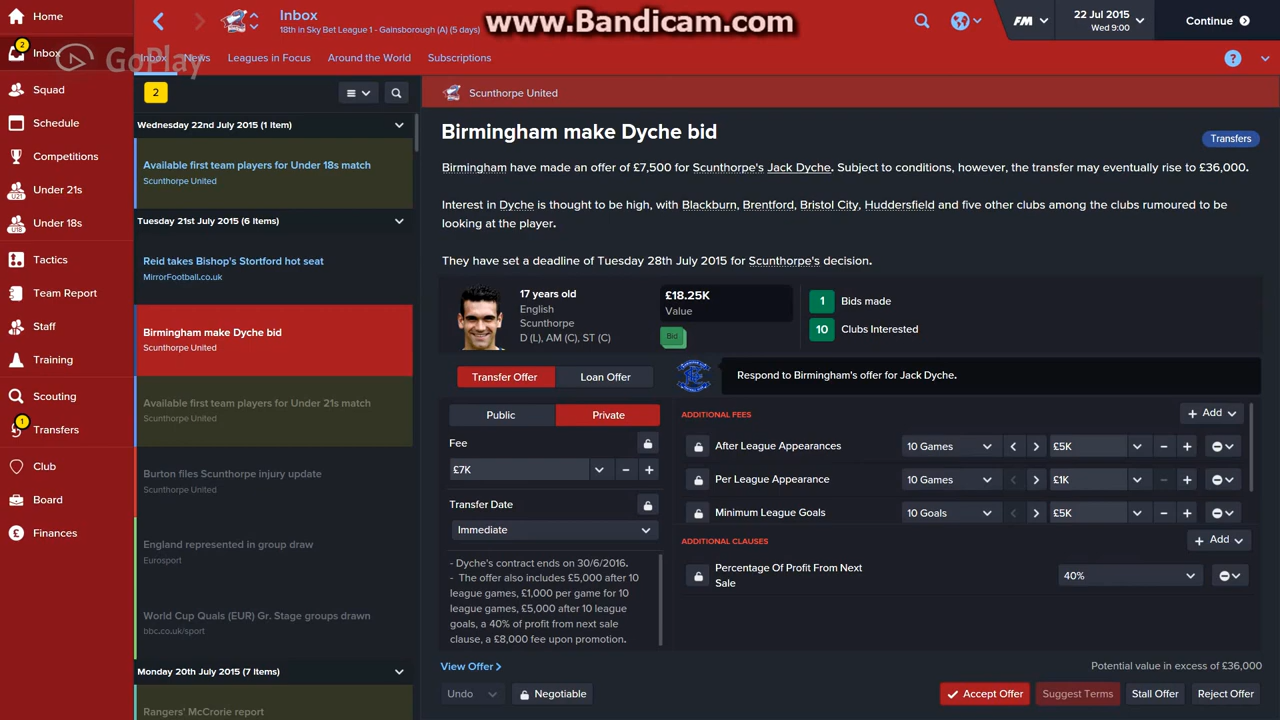 Home
2
Inbox
GoPlay
Squad
Schedule
Competitions
Under 21s
U21
Under 18s
U18
Tactics
Team Report
Staff
Training
Scouting
1
Transfers
Club
Board
£ Finances
Inbox
18th in Sky Bet League 1 - Gainsborough (A) (5 days)
www.Bandicam.com
FM
22 Jul 2015
Wed 9:00
Continue
Inbox News Leagues in Focus Around the World Subscriptions
?
2
Wednesday 22nd July 2015 (1 Item)
Available first team players for Under 18s match
Scunthorpe United
Tuesday 21st July 2015 (6 Items)
Reid takes Bishop's Stortford hot seat
MirrorFootball.co.uk
Birmingham make Dyche bid
Scunthorpe United
Available first team players for Under 21s match
Scunthorpe United
Burton files Scunthorpe injury update
Scunthorpe United
England represented in group draw
Eurosport
World Cup Quals (EUR) Gr. Stage groups drawn
bbc.co.uk/sport
Monday 20th July 2015 (7 Items)
Rangers' McCrorie report
Scunthorpe United
Birmingham make Dyche bid
Transfers
Birmingham have made an offer of £7,500 for Scunthorpe's Jack Dyche. Subject to conditions, however, the transfer may eventually rise to £36,000.
Interest in Dyche is thought to be high, with Blackburn, Brentford, Bristol City, Huddersfield and five other clubs among the clubs rumoured to be
looking at the player.
They have set a deadline of Tuesday 28th July 2015 for Scunthorpe's decision.
17 years old
English
Scunthorpe
D (L), AM (C), ST (C)
£18.25K
Value
Bid
1 Bids made
10 Clubs Interested
Transfer Offer Loan Offer
Respond to Birmingham's offer for Jack Dyche.
Public Private
Fee
£7K
Transfer Date
Immediate
- Dyche's contract ends on 30/6/2016.
- The offer also includes £5,000 after 10
league games, £1,000 per game for 10
league games, £5,000 after 10 league
goals, a 40% of profit from next sale
clause, a £8,000 fee upon promotion.
ADDITIONAL FEES
+ Add
After League Appearances 10 Games £5K
Per League Appearance 10 Games £1K
Minimum League Goals 10 Goals £5K
ADDITIONAL CLAUSES
+ Add
Percentage Of Profit From Next
Sale
40%
View Offer >
Potential value in excess of £36,000
Undo
Negotiable
Accept Offer
Suggest Terms
Stall Offer
Reject Offer